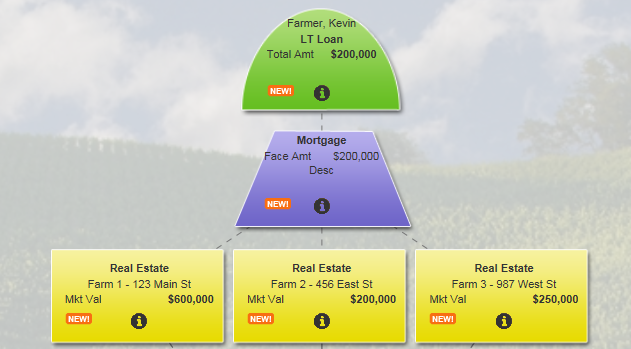 Farmer, Kevin
LT Loan
Total Amt $200,000
NEW!
Mortgage
Face Amt $200,000
Desc
NEW!
Real Estate
Farm 1 - 123 Main St
Mkt Val $600,000
NEW!
Real Estate
Farm 2 - 456 East St
Mkt Val $200,000
NEW!
Real Estate
Farm 3 - 987 West St
Mkt Val $250,000
NEW!